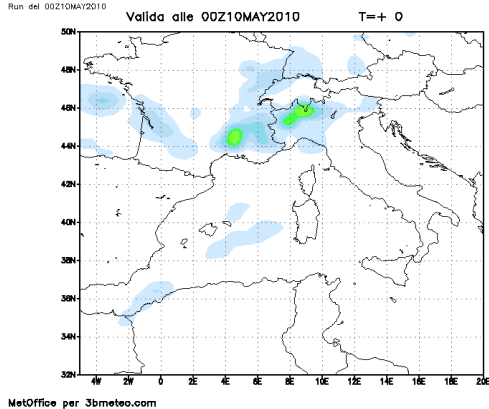 Run del 00Z10MAY2010
Valida alle 00Z10MAY2010 T=+ 0
50N
48N
46N
44N
42N
40N
38N
36N
34N
32N
4W 2W 0 2E 4E 6E 8E 10E 12E 14E 16E 18E 20E
MetOffice per 3bmeteo.com